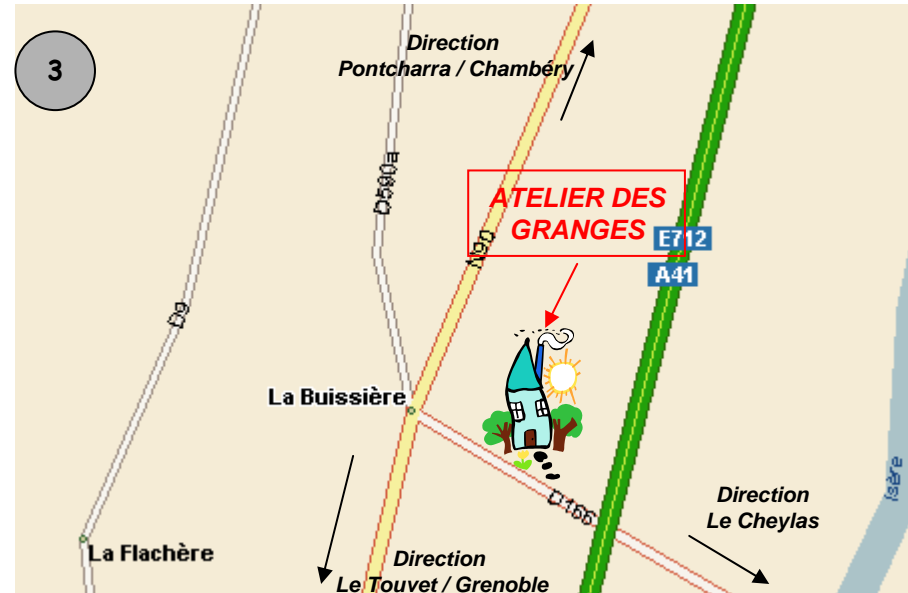 3
Direction
Pontcharra / Chambéry
D590a
ATELIER DES
GRANGES
N90
E712
A41
D9
La Buissière
D166
Isère
Direction
Le Cheylas
La Flachère
Direction
Le Touvet / Grenoble